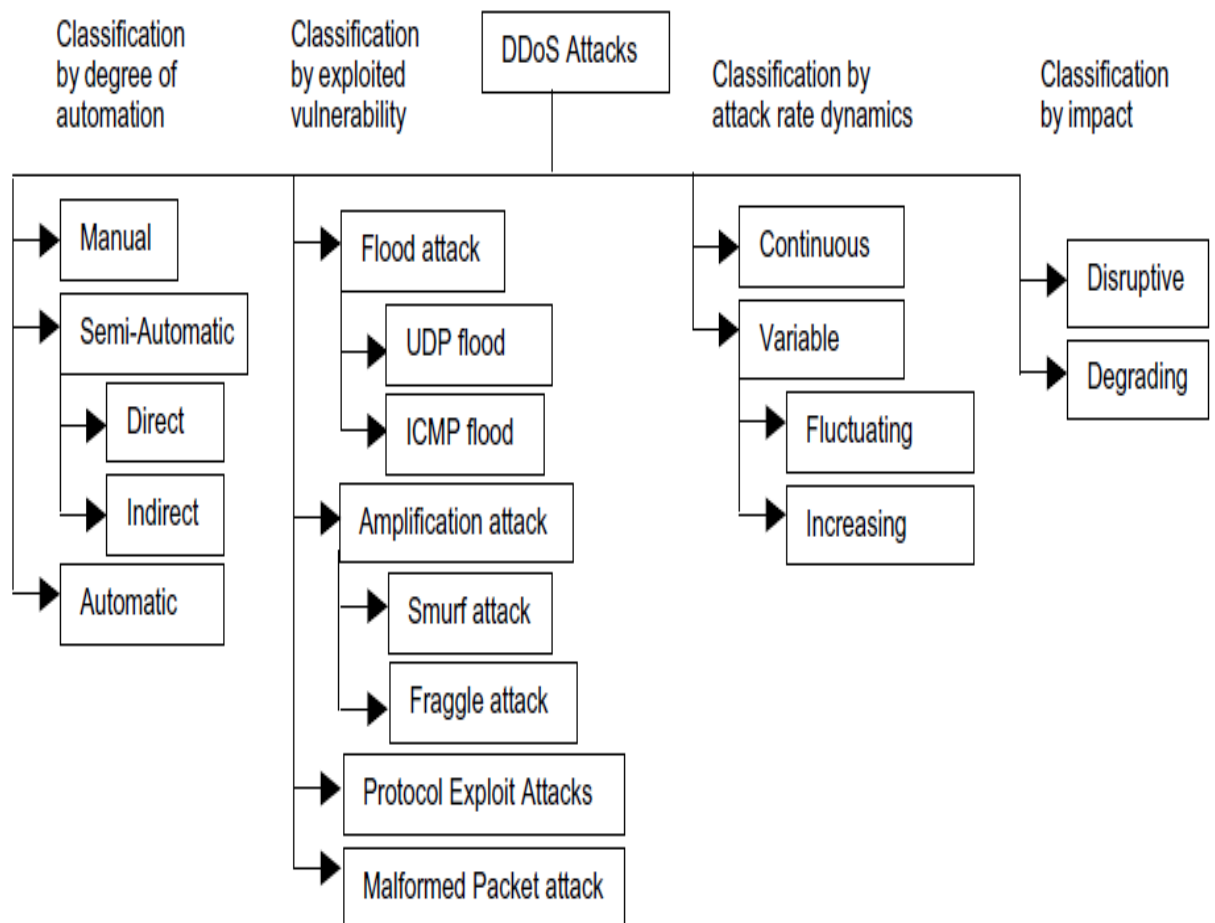 Classification
by degree of
automation
Classification
by exploited
vulnerability
DDoS Attacks
Classification by
attack rate dynamics
Classification
by impact
Manual
Semi-Automatic
Direct
Indirect
Automatic
Flood attack
UDP flood
ICMP flood
Amplification attack
Smurf attack
Fraggle attack
Protocol Exploit Attacks
Malformed Packet attack
Continuous
Variable
Fluctuating
Increasing
Disruptive
Degrading